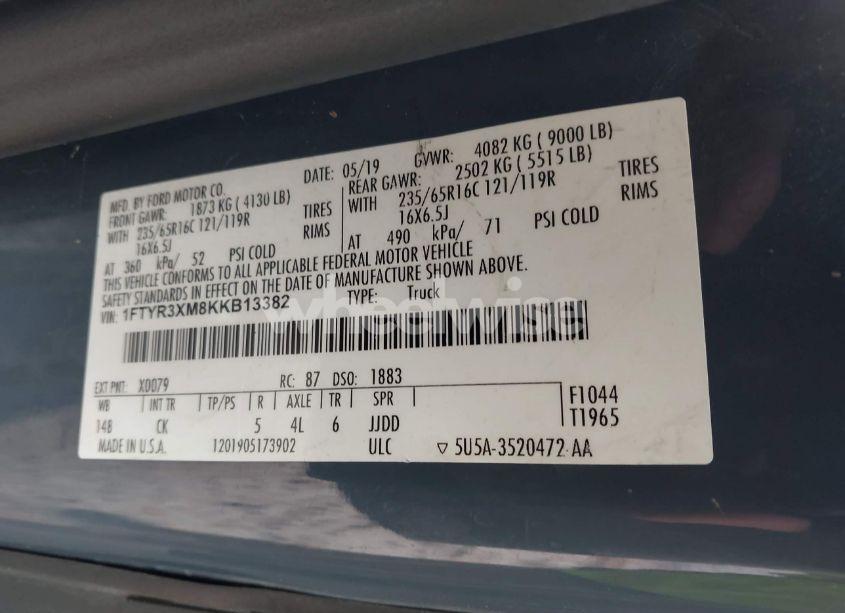 MFD. BY FORD MOTOR CO.
DATE: 05/19 GVWR: 4082 KG ( 9000 LB)
FRONT GAWR: 1873 KG ( 4130 LB)
REAR GAWR: 2502 KG ( 5515 LB)
WITH 235/65R16C 121/119R TIRES
WITH 235/65R16C 121/119R TIRES
16X6.5J RIMS
16X6.5J RIMS
AT 360 kPa/ 52 PSI COLD
AT 490 kPa/ 71 PSI COLD
THIS VEHICLE CONFORMS TO ALL APPLICABLE FEDERAL MOTOR VEHICLE
SAFETY STANDARDS IN EFFECT ON THE DATE OF MANUFACTURE SHOWN ABOVE.
VIN: 1FTYR3XM8KKB13382 TYPE: Truck
wheelwise
EXT PNT: X0079 RC: 87 DSO: 1883
WB INT TR TP/PS R AXLE TR SPR F1044
148 CK 5 4L 6 JJDD T1965
MADE IN U.S.A. 1201905173902 ULC ▽ 5U5A-3520472-AA